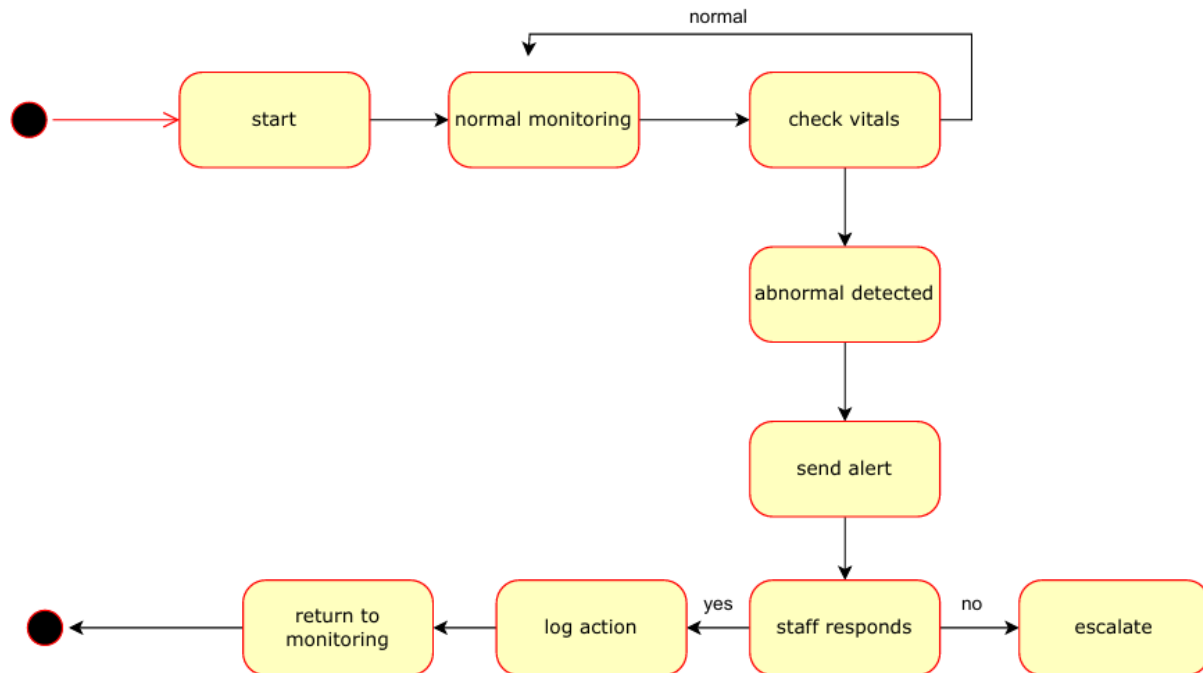 normal
start
normal monitoring
check vitals
abnormal detected
send alert
return to
monitoring
log action
yes
staff responds
no
escalate